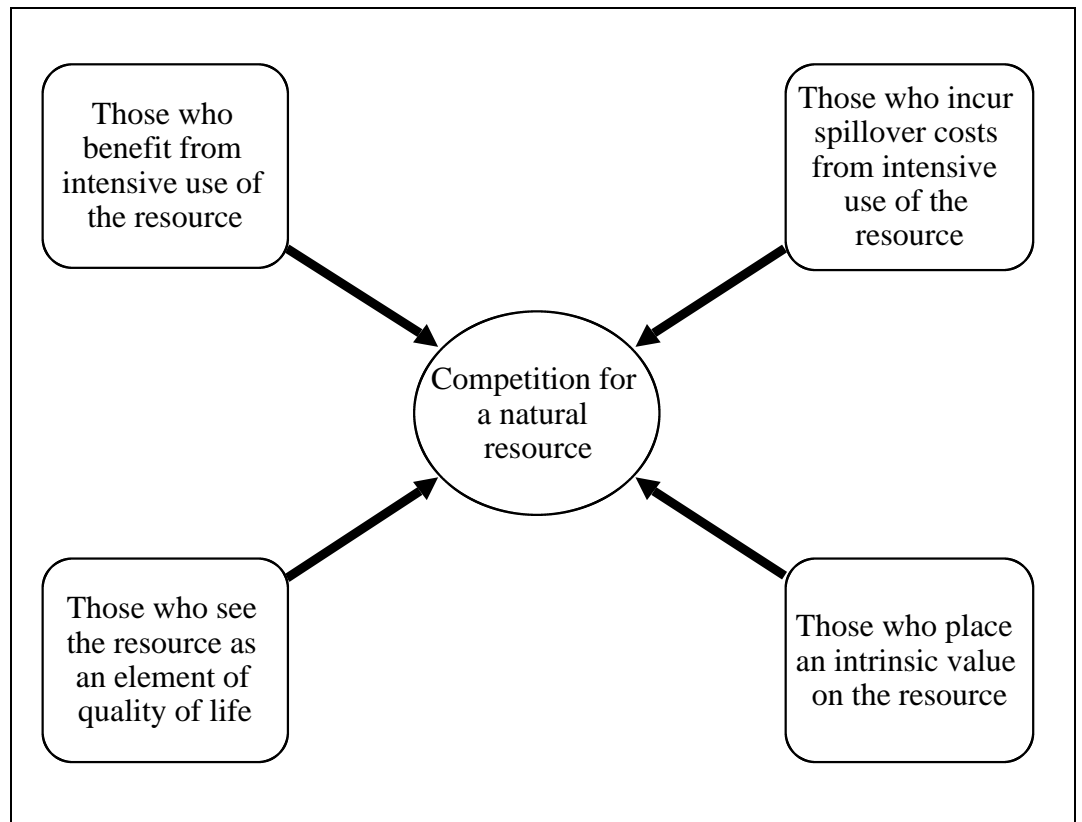 Those who
benefit from
intensive use of
the resource
Those who incur
spillover costs
from intensive
use of the
resource
Competition for
a natural
resource
Those who see
the resource as
an element of
quality of life
Those who place
an intrinsic value
on the resource